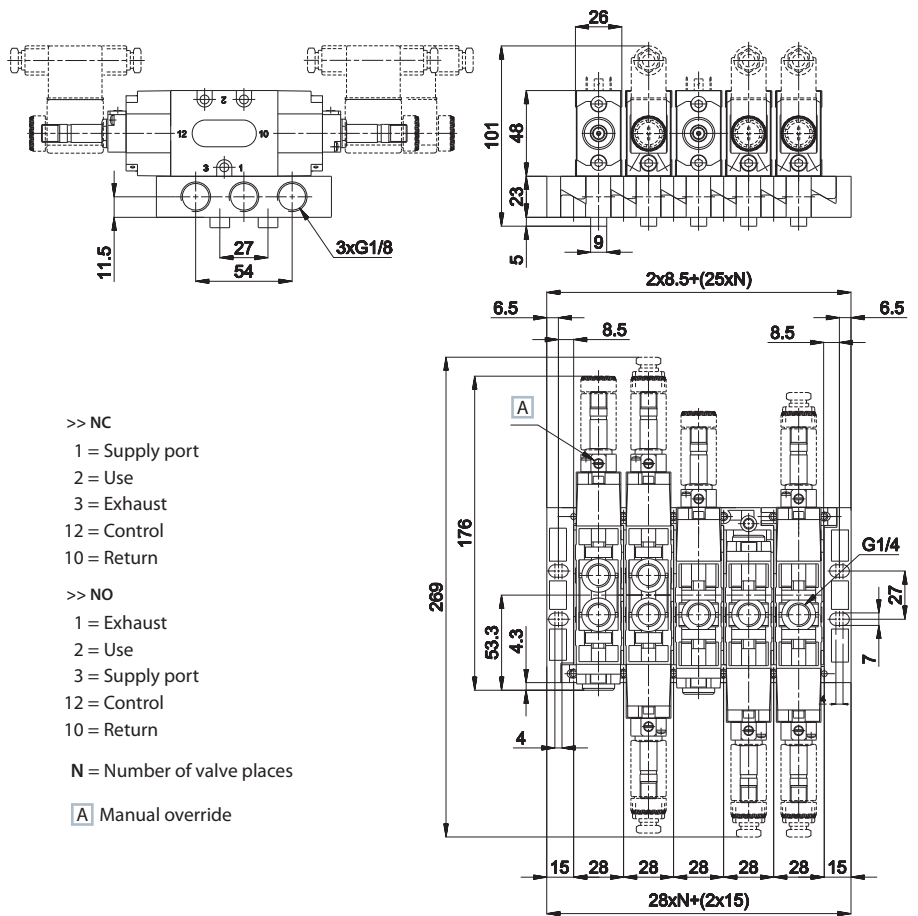 26
101
48
23
5
9
2
12
10
3
1
11.5
27
54
3xG1/8
2x8.5+(25xN)
6.5
6.5
8.5
8.5
A
176
269
53.3
4.3
4
G1/4
27
7
4
15
28
28
28
28
28
15
28xN+(2x15)
>> NC
1 = Supply port
2 = Use
3 = Exhaust
12 = Control
10 = Return
>> NO
1 = Exhaust
2 = Use
3 = Supply port
12 = Control
10 = Return
N = Number of valve places
A Manual override